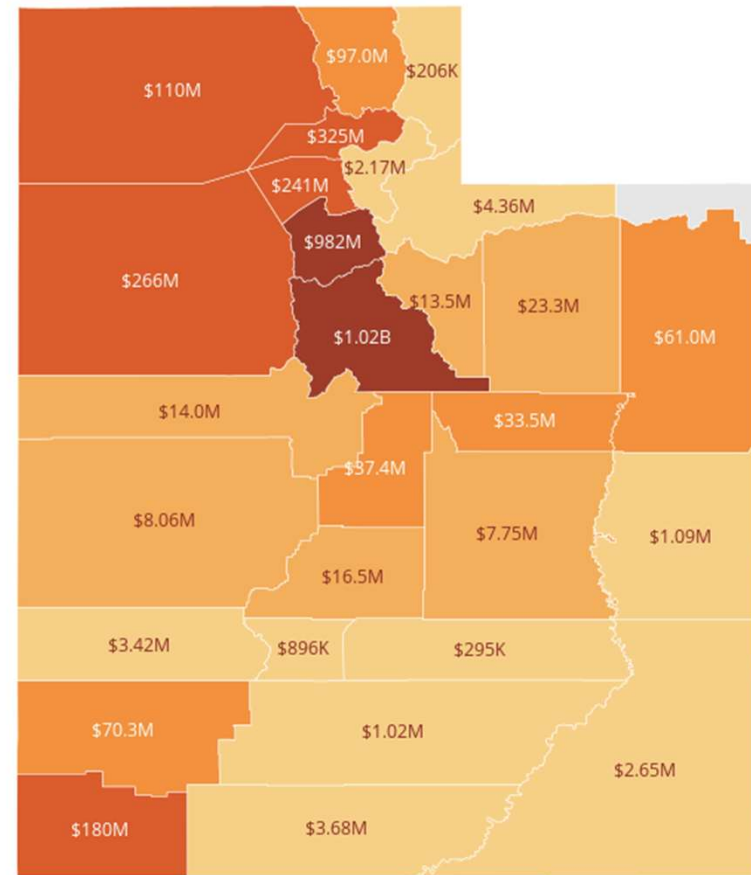 $97.0M
$206K
$110M
$325M
$2.17M
$241M
$4.36M
$982M
$266M
$13.5M
$23.3M
$1.02B
$61.0M
$14.0M
$33.5M
$37.4M
$8.06M
$7.75M
$1.09M
$16.5M
$3.42M
$896K
$295K
$70.3M
$1.02M
$2.65M
$180M
$3.68M